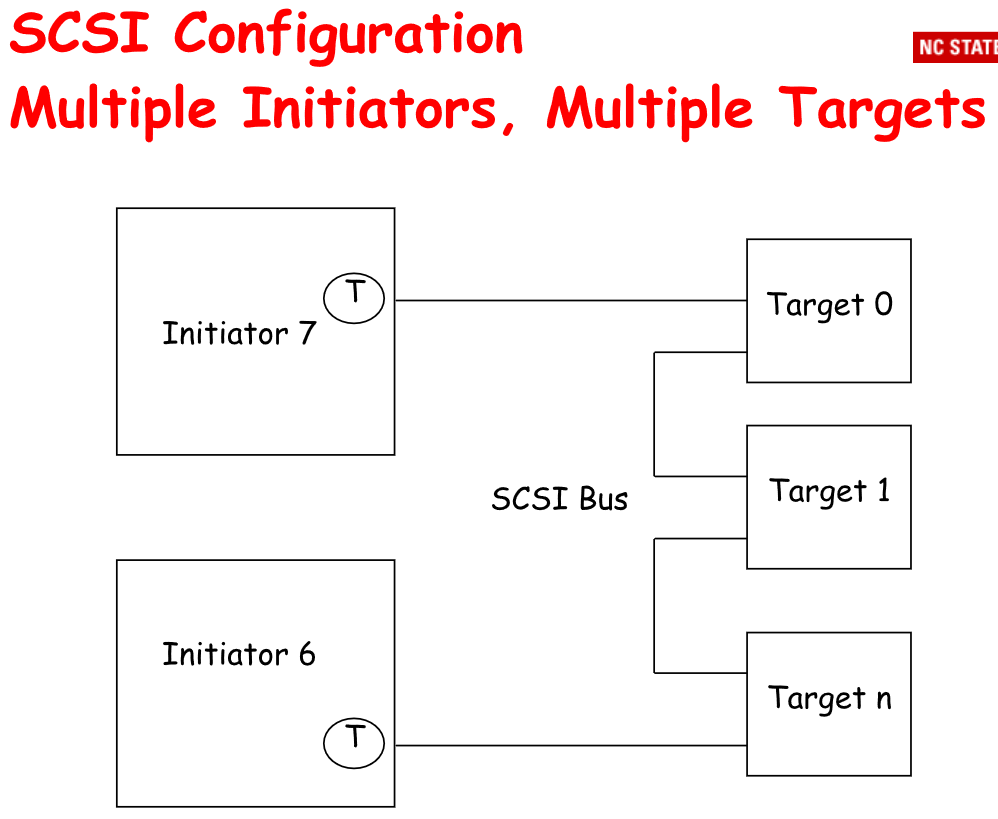 SCSI Configuration
NC STATE
Multiple Initiators, Multiple Targets
T
Initiator 7
Target 0
SCSI Bus
Target 1
Initiator 6
T
Target n